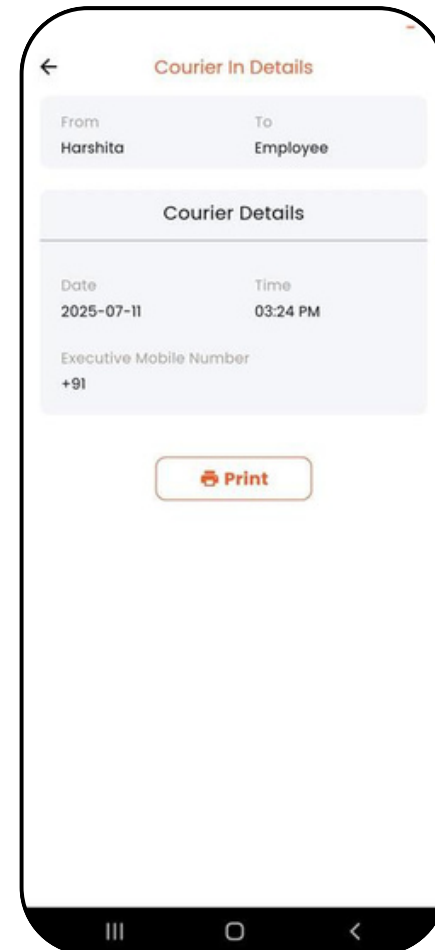 Courier In Details
From To
Harshita Employee
Courier Details
Date Time
2025-07-11 03:24 PM
Executive Mobile Number
+91
Print